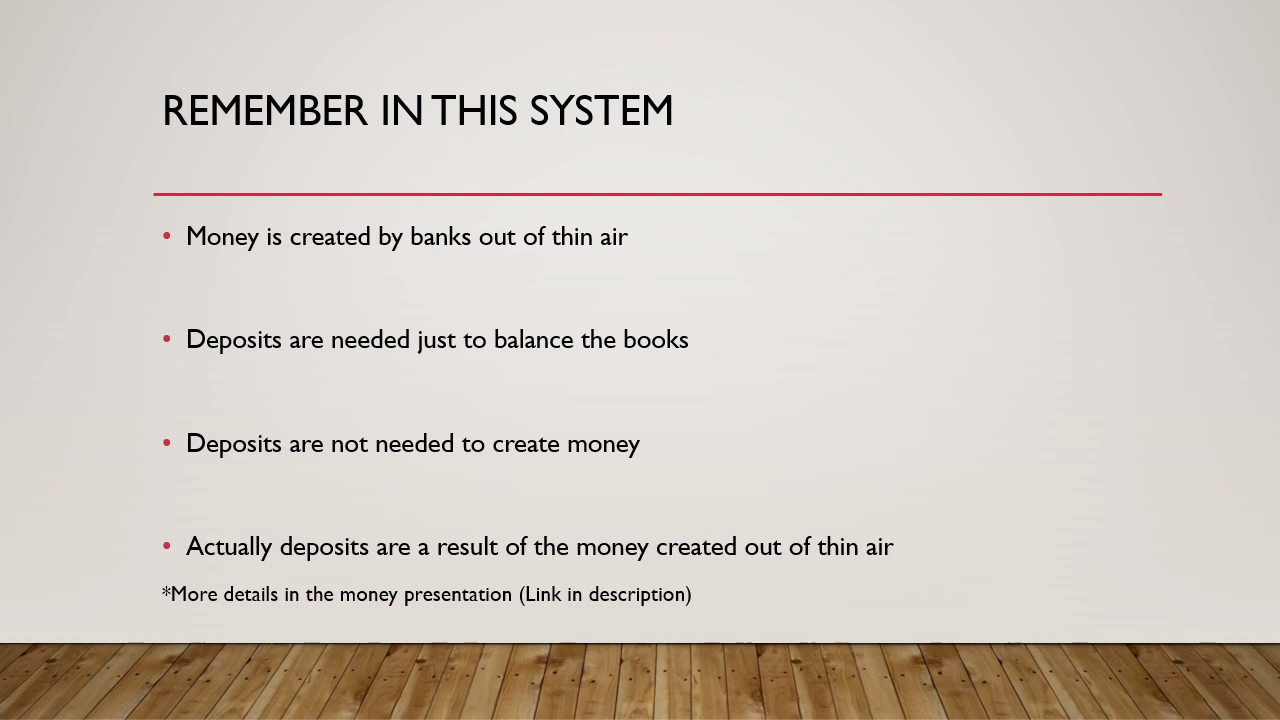 REMEMBER IN THIS SYSTEM
• Money is created by banks out of thin air
• Deposits are needed just to balance the books
• Deposits are not needed to create money
• Actually deposits are a result of the money created out of thin air
*More details in the money presentation (Link in description)